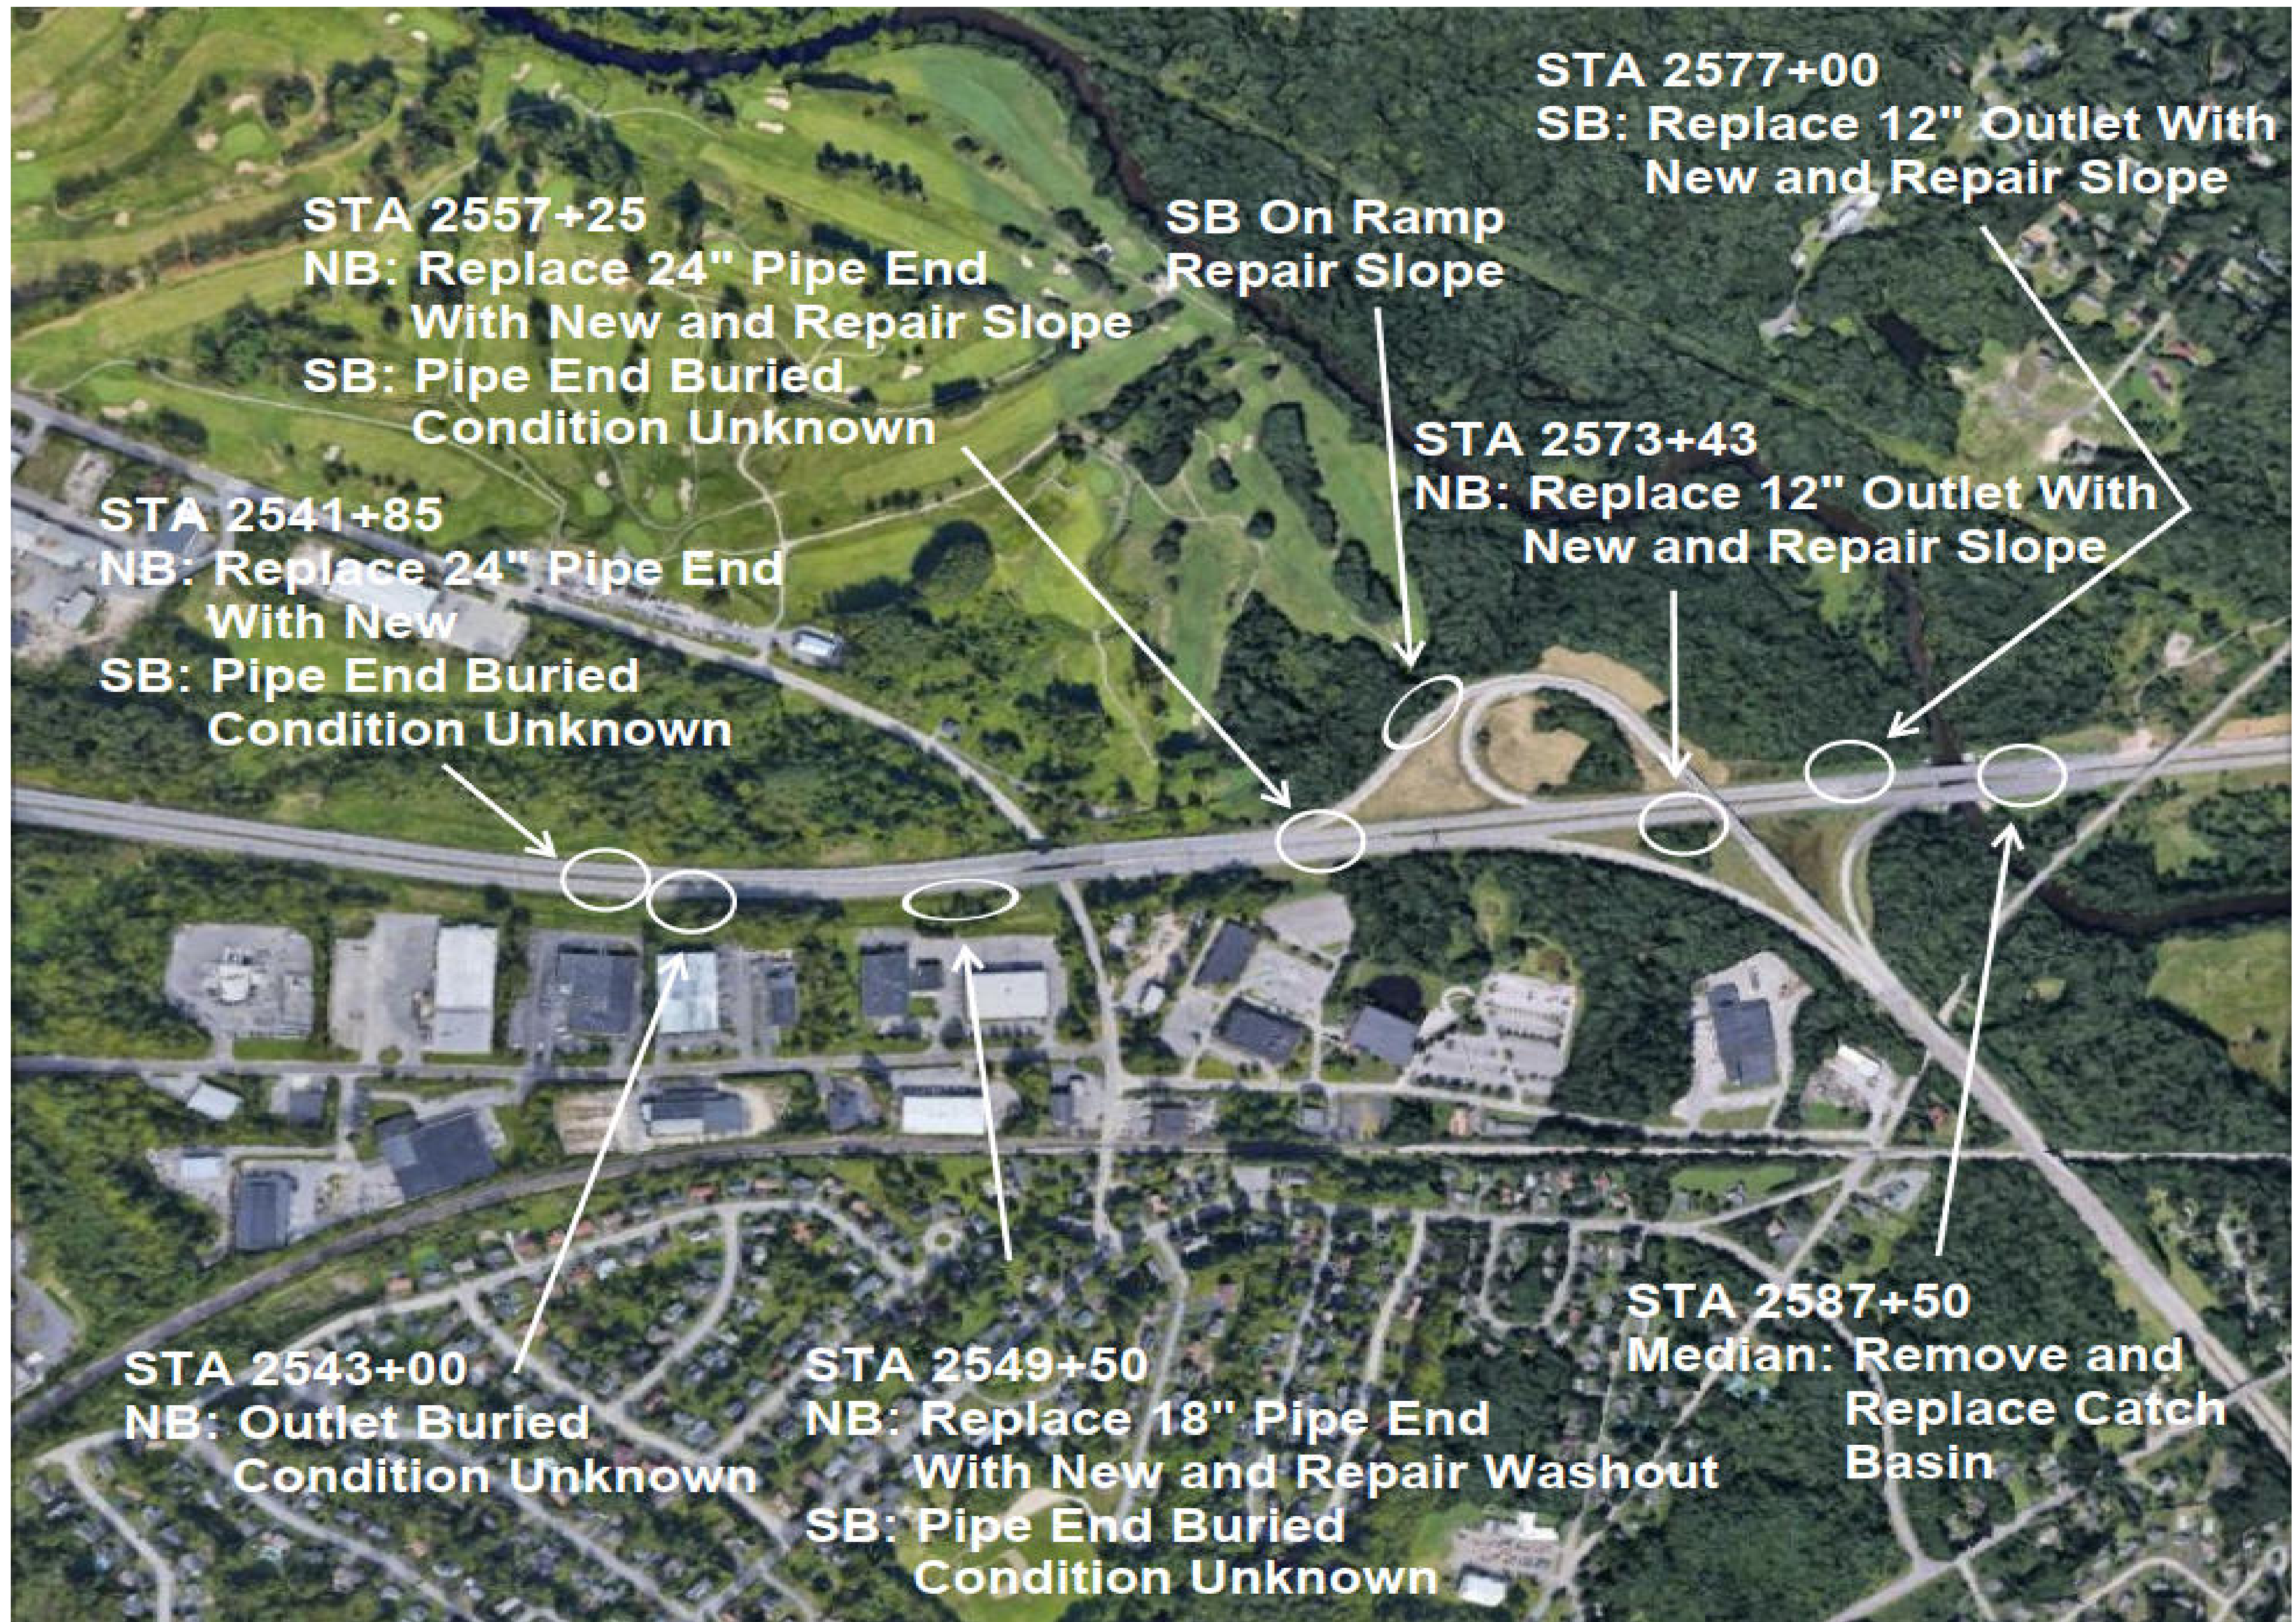 STA 2577+00
SB: Replace 12" Outlet With
New and Repair Slope
STA 2557+25
NB: Replace 24" Pipe End
With New and Repair Slope
SB: Pipe End Buried
Condition Unknown
SB On Ramp
Repair Slope
STA 2573+43
NB: Replace 12" Outlet With
New and Repair Slope
STA 2541+85
NB: Replace 24" Pipe End
With New
SB: Pipe End Buried
Condition Unknown
STA 2543+00
NB: Outlet Buried
Condition Unknown
STA 2549+50
NB: Replace 18" Pipe End
With New and Repair Washout
SB: Pipe End Buried
Condition Unknown
STA 2587+50
Median: Remove and
Replace Catch
Basin